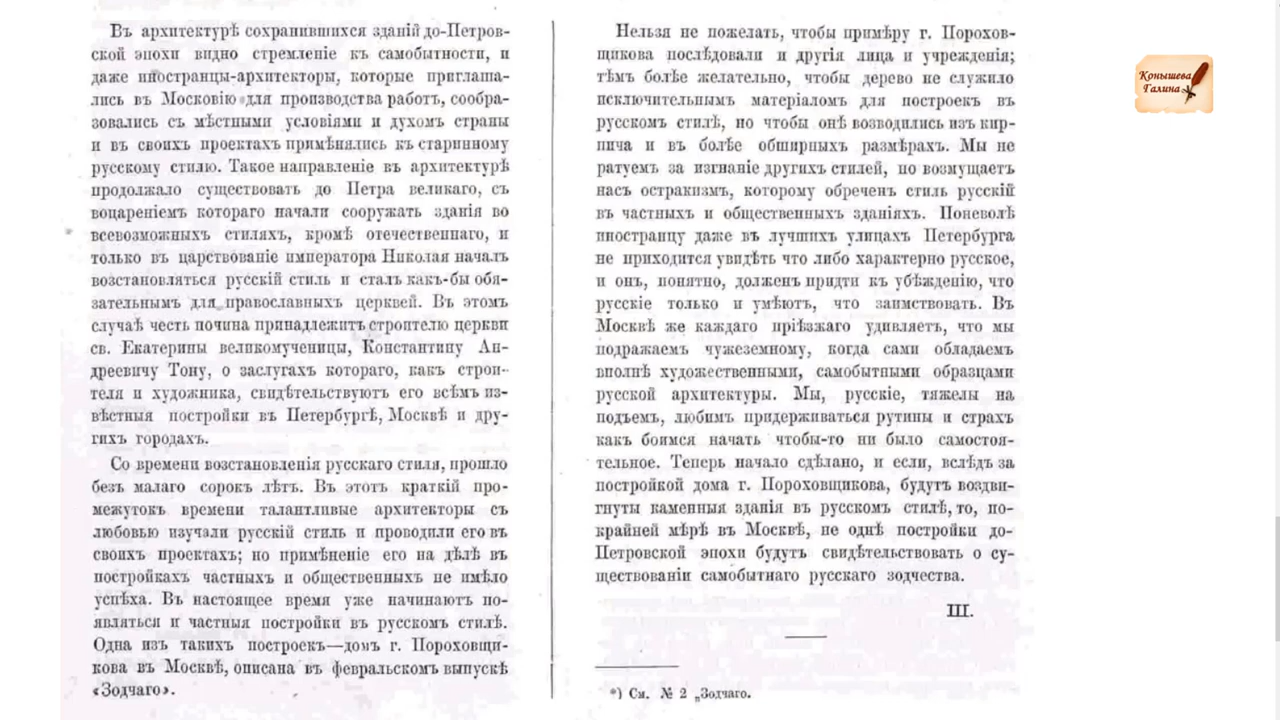 Въ архитектурѣ сохранившихся зданій до-Петров-
ской эпохи видно стремленіе къ самобытности, и
даже иностранцы-архитекторы, которые приглаша-
лись въ Московію для производства работъ, сообра-
зовались съ мѣстными условіями и духомъ страны
и въ своихъ проектахъ примѣнялись къ старинному
русскому стилю. Такое направленіе въ архитектурѣ
продолжало существовать до Петра великаго, съ
воцареніемъ котораго начали сооружать зданія во
всевозможныхъ стиляхъ, кромѣ отечественнаго, и
только въ царствованіе императора Николая началъ
возстановляться русскій стиль и сталъ какъ-бы обя-
зательнымъ для православныхъ церквей. Въ этомъ
случаѣ честь почина принадлежитъ строителю церкви
св. Екатерины великомученицы, Константину Ан-
дреевичу Тону, о заслугахъ котораго, какъ строи-
теля и художника, свидѣтельствуютъ его всѣмъ из-
вѣстныя постройки въ Петербургѣ, Москвѣ и дру-
гихъ городахъ.
Со времени возстановленія русскаго стиля, прошло
безъ малаго сорокъ лѣтъ. Въ этотъ краткій про-
межутокъ времени талантливые архитекторы съ
любовью изучали русскій стиль и проводили его въ
своихъ проектахъ; но примѣненіе его на дѣлѣ въ
постройкахъ частныхъ и общественныхъ не имѣло
успѣха. Въ настоящее время уже начинаютъ по-
являться и частныя постройки въ русскомъ стилѣ.
Одна изъ такихъ построекъ—домъ г. Пороховщи-
кова въ Москвѣ, описана въ февральскомъ выпускѣ
«Зодчаго».
Нельзя не пожелать, чтобы примѣру г. Порохов-
щикова послѣдовали и другія лица и учрежденія;
тѣмъ болѣе желательно, чтобы дерево не служило
исключительнымъ матеріаломъ для построекъ въ
русскомъ стилѣ, но чтобы онѣ возводились изъ кир-
пича и въ болѣе обширныхъ размѣрахъ. Мы не
ратуемъ за изгнаніе другихъ стилей, но возмущаетъ
насъ остракизмъ, которому обреченъ стиль русскій
въ частныхъ и общественныхъ зданіяхъ. Поневолѣ
иностранцу даже въ лучшихъ улицахъ Петербурга
не приходится увидѣть что либо характерно русское,
и онъ, понятно, долженъ придти къ убѣжденію, что
русскіе только и умѣютъ, что заимствовать. Въ
Москвѣ же каждаго пріѣзжаго удивляетъ, что мы
подражаемъ чужеземному, когда сами обладаемъ
вполнѣ художественными, самобытными образцами
русской архитектуры. Мы, русскіе, тяжелы на
подъемъ, любимъ придерживаться рутины и страхъ
какъ боимся начать чтобы-то ни было самостоя-
тельное. Теперь начало сдѣлано, и если, вслѣдъ за
постройкой дома г. Пороховщикова, будутъ воздви-
гнуты каменныя зданія въ русскомъ стилѣ, то, по-
крайней мѣрѣ въ Москвѣ, не однѣ постройки до-
Петровской эпохи будутъ свидѣтельствовать о су-
ществованіи самобытнаго русскаго зодчества.
Ш.
*) См. № 2 „Зодчаго.
Конышева
Галина